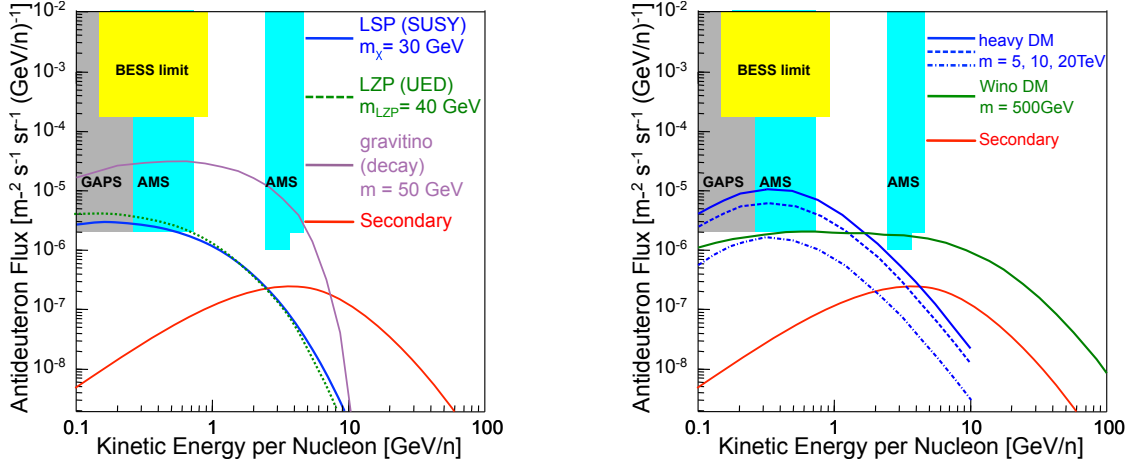 Antideuteron Flux [m-² s-¹ sr-¹ (GeV/n)-¹]
10-²
10-³
10-⁴
10-⁵
10-⁶
10-⁷
10-⁸
BESS limit
GAPS
AMS
AMS
LSP (SUSY)
mχ= 30 GeV
LZP (UED)
mLZP= 40 GeV
gravitino
(decay)
m = 50 GeV
Secondary
0.1 1 10 100
Kinetic Energy per Nucleon [GeV/n]
Antideuteron Flux [m-² s-¹ sr-¹ (GeV/n)-¹]
10-²
10-³
10-⁴
10-⁵
10-⁶
10-⁷
10-⁸
BESS limit
GAPS
AMS
AMS
heavy DM
m = 5, 10, 20TeV
Wino DM
m = 500GeV
Secondary
0.1 1 10 100
Kinetic Energy per Nucleon [GeV/n]